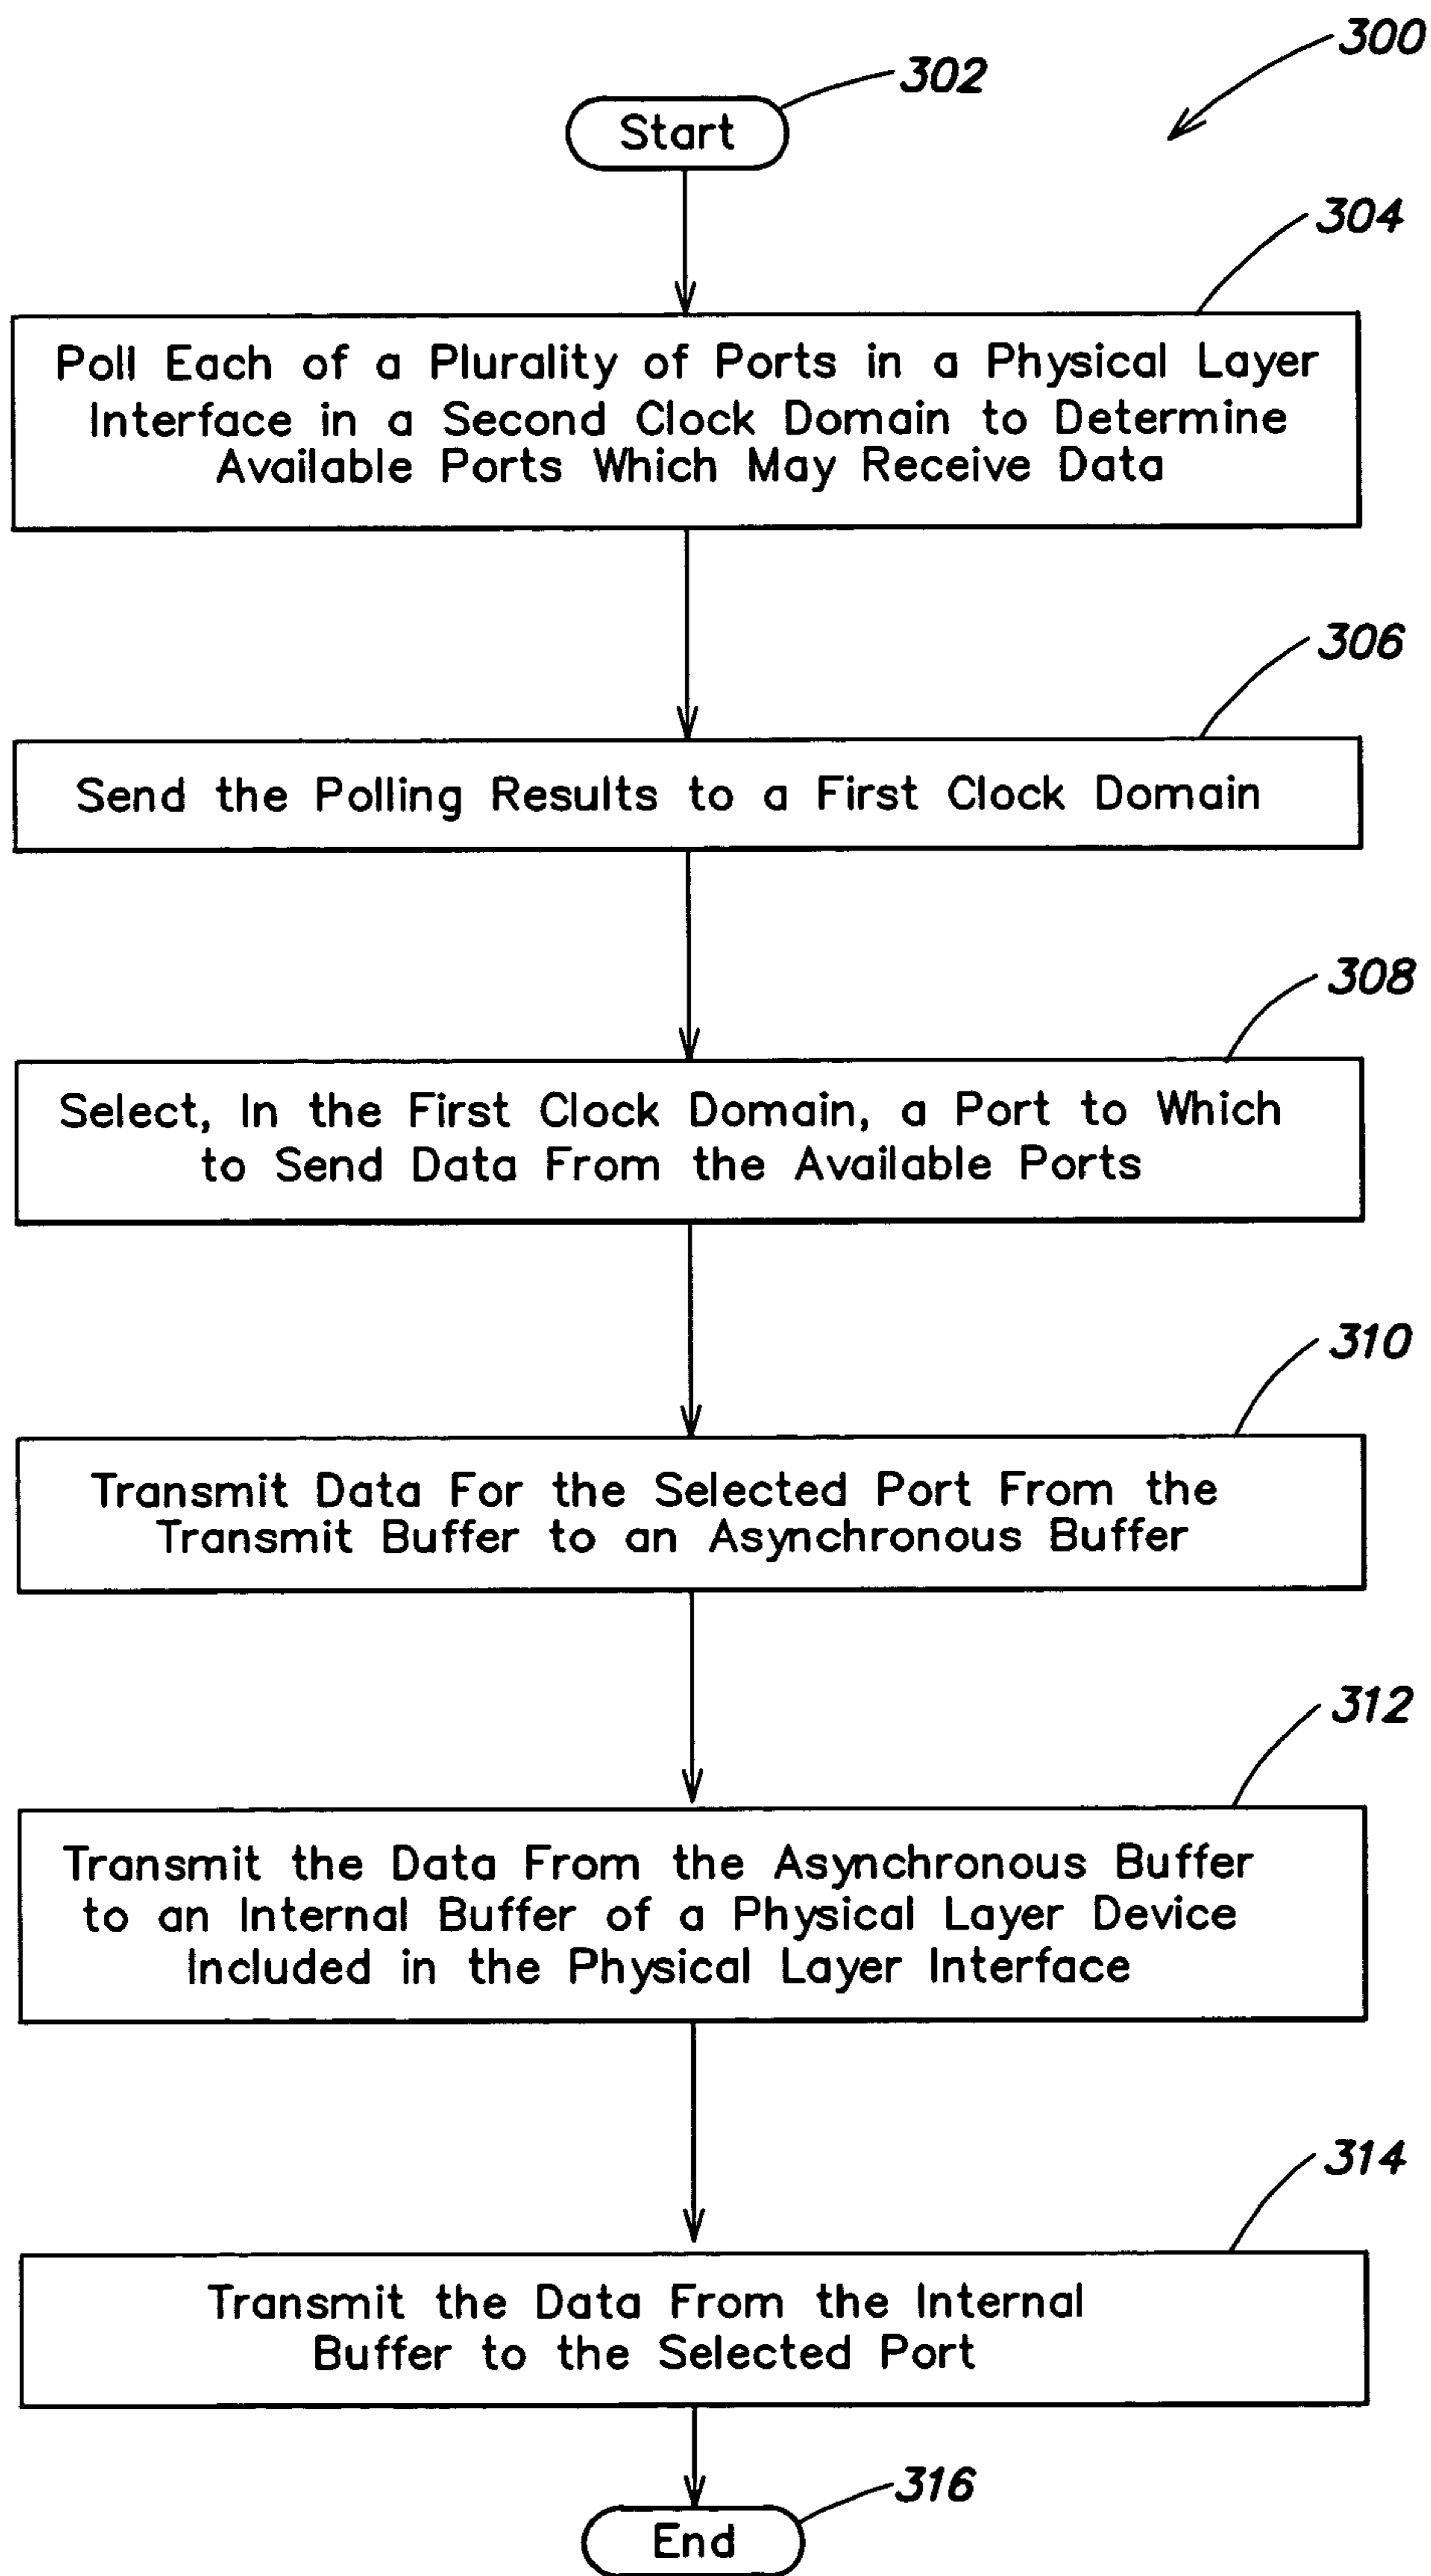 300
302
Start
304
Poll Each of a Plurality of Ports in a Physical Layer
Interface in a Second Clock Domain to Determine
Available Ports Which May Receive Data
306
Send the Polling Results to a First Clock Domain
308
Select, In the First Clock Domain, a Port to Which
to Send Data From the Available Ports
310
Transmit Data For the Selected Port From the
Transmit Buffer to an Asynchronous Buffer
312
Transmit the Data From the Asynchronous Buffer
to an Internal Buffer of a Physical Layer Device
Included in the Physical Layer Interface
314
Transmit the Data From the Internal
Buffer to the Selected Port
316
End